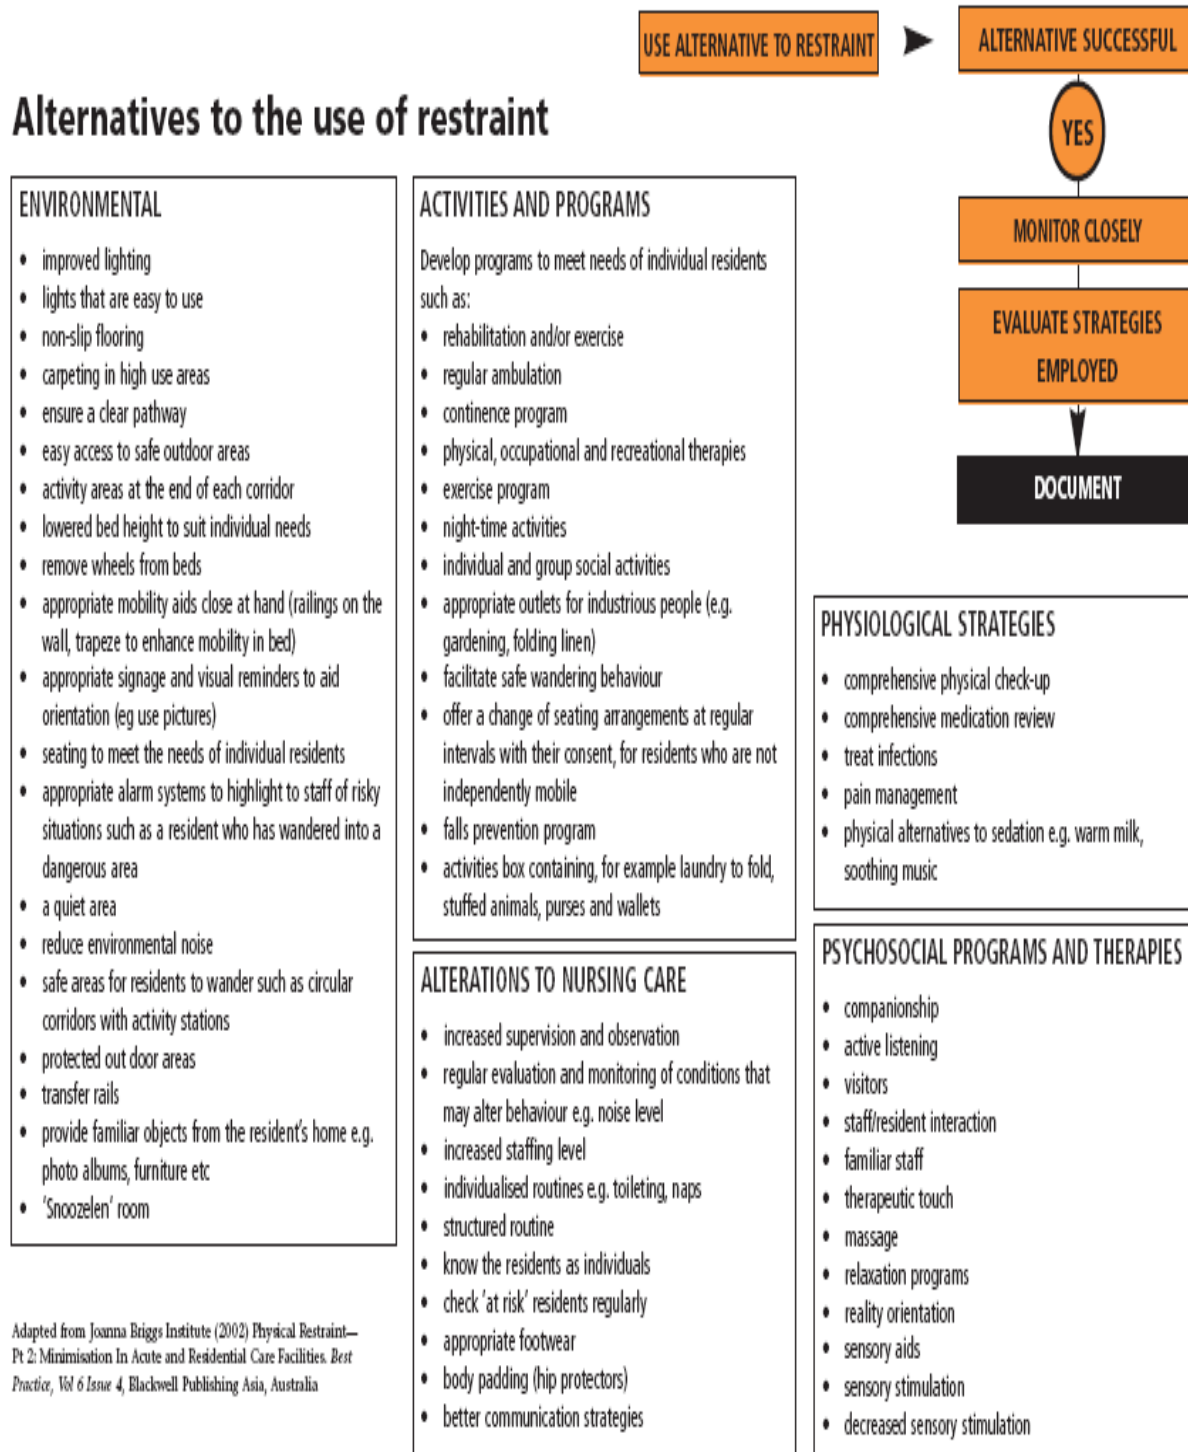 USE ALTERNATIVE TO RESTRAINT
ALTERNATIVE SUCCESSFUL
YES
MONITOR CLOSELY
EVALUATE STRATEGIES
EMPLOYED
DOCUMENT
Alternatives to the use of restraint
ENVIRONMENTAL
• improved lighting
• lights that are easy to use
• non-slip flooring
• carpeting in high use areas
• ensure a clear pathway
• easy access to safe outdoor areas
• activity areas at the end of each corridor
• lowered bed height to suit individual needs
• remove wheels from beds
• appropriate mobility aids close at hand (railings on the
wall, trapeze to enhance mobility in bed)
• appropriate signage and visual reminders to aid
orientation (eg use pictures)
• seating to meet the needs of individual residents
• appropriate alarm systems to highlight to staff of risky
situations such as a resident who has wandered into a
dangerous area
• a quiet area
• reduce environmental noise
• safe areas for residents to wander such as circular
corridors with activity stations
• protected out door areas
• transfer rails
• provide familiar objects from the resident's home e.g.
photo albums, furniture etc
• 'Snoozelen' room
Adapted from Joanna Briggs Institute (2002) Physical Restraint—
Pt 2: Minimisation In Acute and Residential Care Facilities. Best
Practice, Vol 6 Issue 4, Blackwell Publishing Asia, Australia
ACTIVITIES AND PROGRAMS
Develop programs to meet needs of individual residents
such as:
• rehabilitation and/or exercise
• regular ambulation
• continence program
• physical, occupational and recreational therapies
• exercise program
• night-time activities
• individual and group social activities
• appropriate outlets for industrious people (e.g.
gardening, folding linen)
• facilitate safe wandering behaviour
• offer a change of seating arrangements at regular
intervals with their consent, for residents who are not
independently mobile
• falls prevention program
• activities box containing, for example laundry to fold,
stuffed animals, purses and wallets
ALTERATIONS TO NURSING CARE
• increased supervision and observation
• regular evaluation and monitoring of conditions that
may alter behaviour e.g. noise level
• increased staffing level
• individualised routines e.g. toileting, naps
• structured routine
• know the residents as individuals
• check 'at risk' residents regularly
• appropriate footwear
• body padding (hip protectors)
• better communication strategies
PHYSIOLOGICAL STRATEGIES
• comprehensive physical check-up
• comprehensive medication review
• treat infections
• pain management
• physical alternatives to sedation e.g. warm milk,
soothing music
PSYCHOSOCIAL PROGRAMS AND THERAPIES
• companionship
• active listening
• visitors
• staff/resident interaction
• familiar staff
• therapeutic touch
• massage
• relaxation programs
• reality orientation
• sensory aids
• sensory stimulation
• decreased sensory stimulation